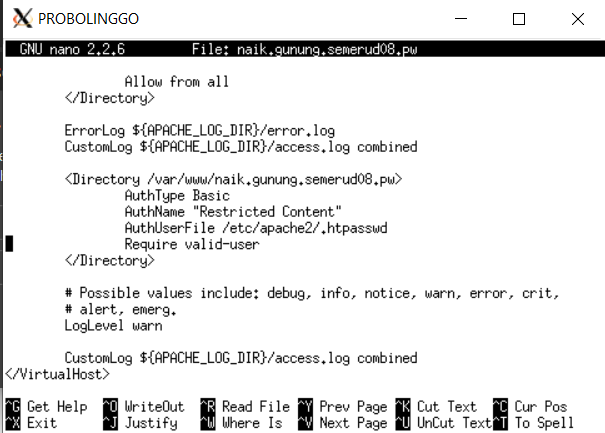 PROBOLINGGO
GNU nano 2.2.6 File: naik.gunung.semerud08.pw
Allow from all
</Directory>
ErrorLog ${APACHE_LOG_DIR}/error.log
CustomLog ${APACHE_LOG_DIR}/access.log combined
<Directory /var/www/naik.gunung.semerud08.pw>
AuthType Basic
AuthName "Restricted Content"
AuthUserFile /etc/apache2/.htpasswd
Require valid-user
</Directory>
# Possible values include: debug, info, notice, warn, error, crit,
# alert, emerg.
LogLevel warn
CustomLog ${APACHE_LOG_DIR}/access.log combined
</VirtualHost>
^G Get Help ^O WriteOut ^R Read File ^Y Prev Page ^K Cut Text ^C Cur Pos
^X Exit ^J Justify ^W Where Is ^V Next Page ^U UnCut Text^T To Spell